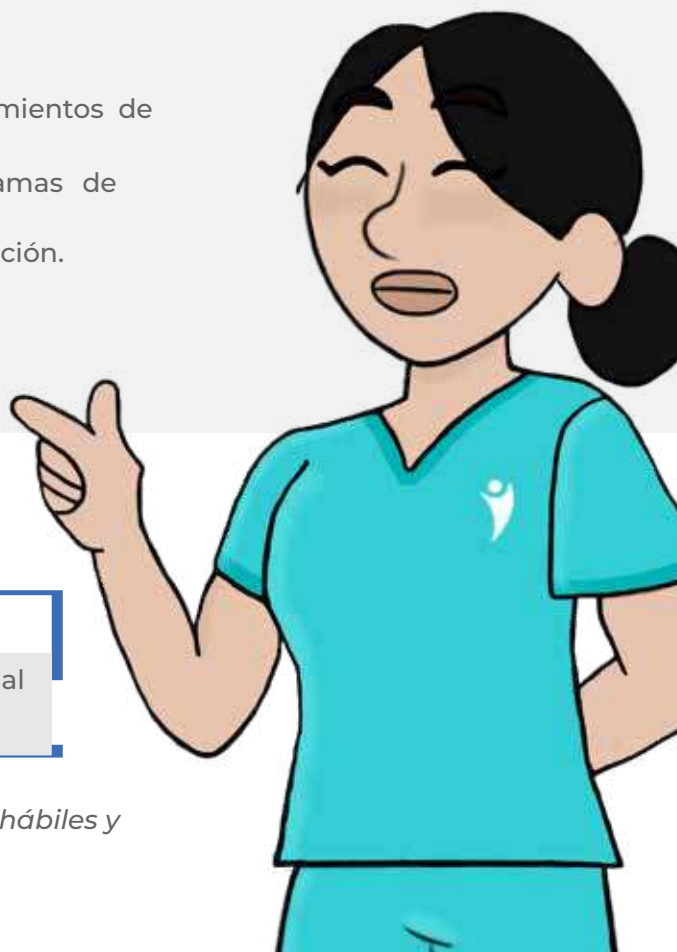 mientos de
amas de
ción.
al
hábiles y